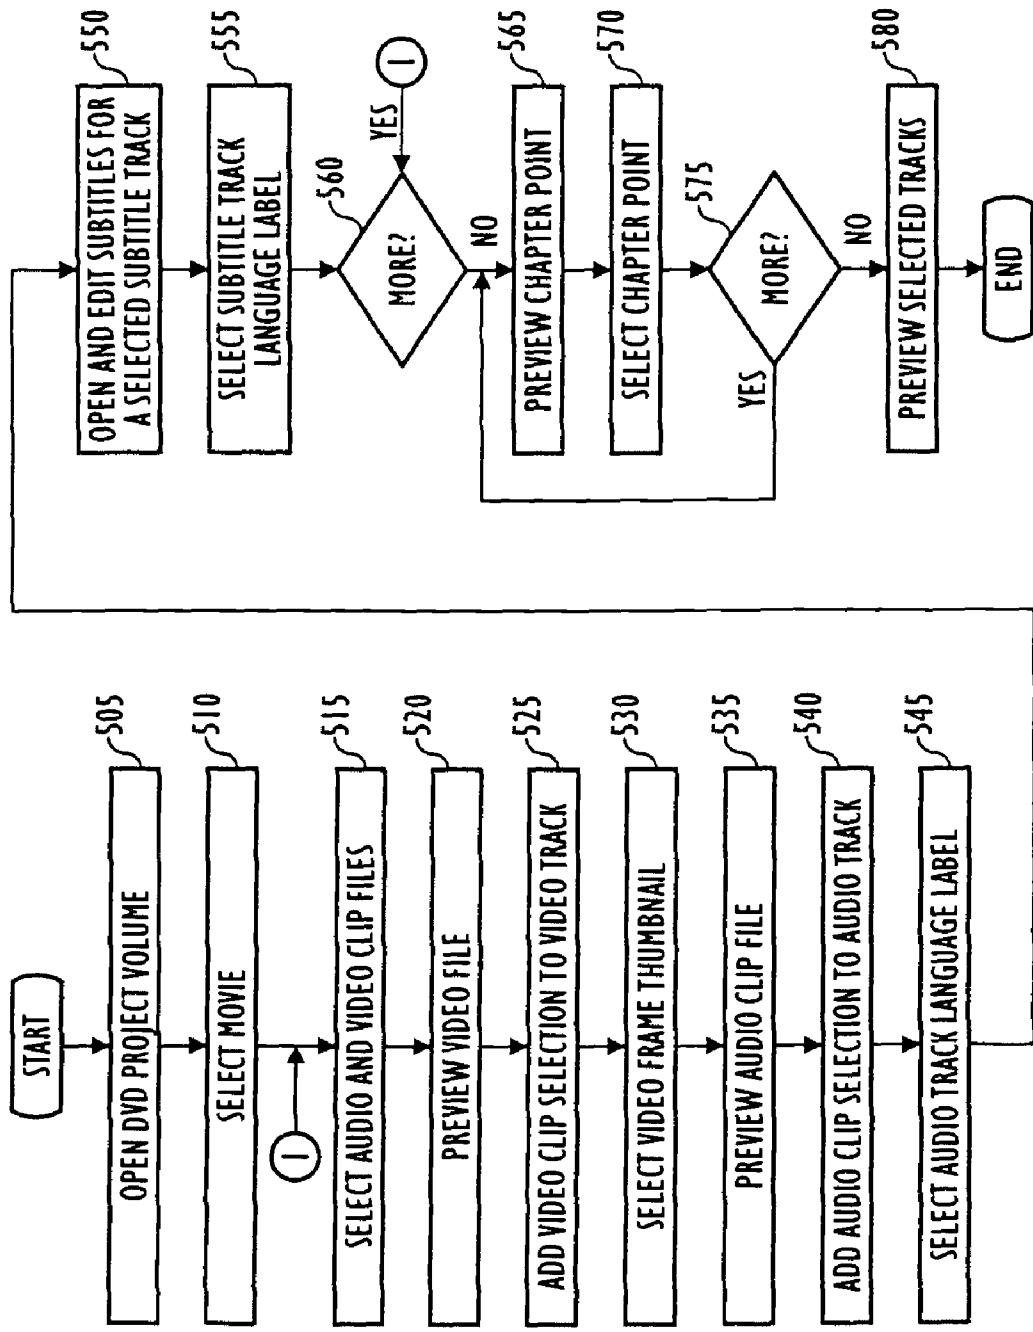 START
505
OPEN DVD PROJECT VOLUME
510
SELECT MOVIE
1
515
SELECT AUDIO AND VIDEO CLIP FILES
520
PREVIEW VIDEO FILE
525
ADD VIDEO CLIP SELECTION TO VIDEO TRACK
530
SELECT VIDEO FRAME THUMBNAIL
535
PREVIEW AUDIO CLIP FILE
540
ADD AUDIO CLIP SELECTION TO AUDIO TRACK
545
SELECT AUDIO TRACK LANGUAGE LABEL
550
OPEN AND EDIT SUBTITLES FOR
A SELECTED SUBTITLE TRACK
555
SELECT SUBTITLE TRACK
LANGUAGE LABEL
560
MORE?
YES
1
NO
565
PREVIEW CHAPTER POINT
570
SELECT CHAPTER POINT
575
MORE?
YES
NO
580
PREVIEW SELECTED TRACKS
END